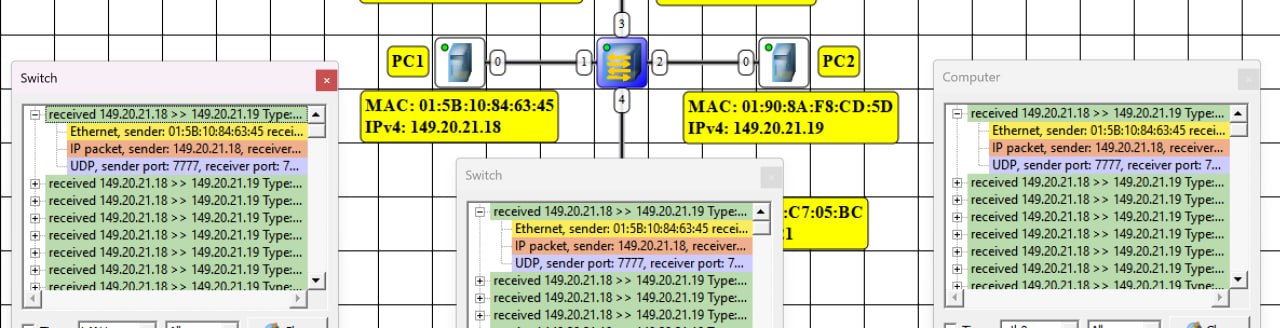 3
PC1
0
1
2
0
PC2
4
MAC: 01:5B:10:84:63:45
IPv4: 149.20.21.18
MAC: 01:90:8A:F8:CD:5D
IPv4: 149.20.21.19
:C7:05:BC
Switch
received 149.20.21.18 >> 149.20.21.19 Type:...
Ethernet, sender: 01:5B:10:84:63:45 recei...
IP packet, sender: 149.20.21.18, receiver...
UDP, sender port: 7777, receiver port: 7...
received 149.20.21.18 >> 149.20.21.19 Type:...
received 149.20.21.18 >> 149.20.21.19 Type:...
received 149.20.21.18 >> 149.20.21.19 Type:...
received 149.20.21.18 >> 149.20.21.19 Type:...
received 149.20.21.18 >> 149.20.21.19 Type:...
received 149.20.21.18 >> 149.20.21.19 Type:...
received 149.20.21.18 >> 149.20.21.19 Type:...
Switch
received 149.20.21.18 >> 149.20.21.19 Type:...
Ethernet, sender: 01:5B:10:84:63:45 recei...
IP packet, sender: 149.20.21.18, receiver...
UDP, sender port: 7777, receiver port: 7...
received 149.20.21.18 >> 149.20.21.19 Type:...
received 149.20.21.18 >> 149.20.21.19 Type:...
received 149.20.21.18 >> 149.20.21.19 Type:...
Computer
received 149.20.21.18 >> 149.20.21.19 Type:...
Ethernet, sender: 01:5B:10:84:63:45 recei...
IP packet, sender: 149.20.21.18, receiver...
UDP, sender port: 7777, receiver port: 7...
received 149.20.21.18 >> 149.20.21.19 Type:...
received 149.20.21.18 >> 149.20.21.19 Type:...
received 149.20.21.18 >> 149.20.21.19 Type:...
received 149.20.21.18 >> 149.20.21.19 Type:...
received 149.20.21.18 >> 149.20.21.19 Type:...
received 149.20.21.18 >> 149.20.21.19 Type:...
received 149.20.21.18 >> 149.20.21.19 Type:...